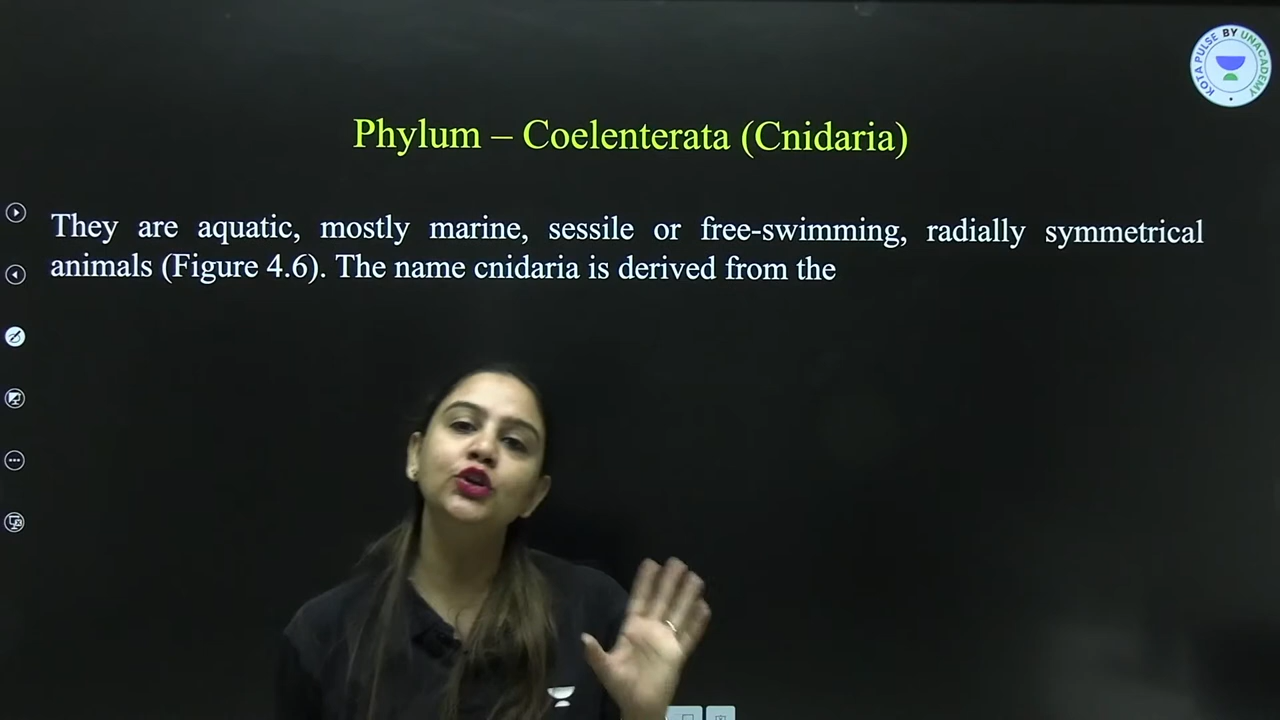 KOTA PULSE BY UNACADEMY
Phylum – Coelenterata (Cnidaria)
They are aquatic, mostly marine, sessile or free-swimming, radially symmetrical
animals (Figure 4.6). The name cnidaria is derived from the